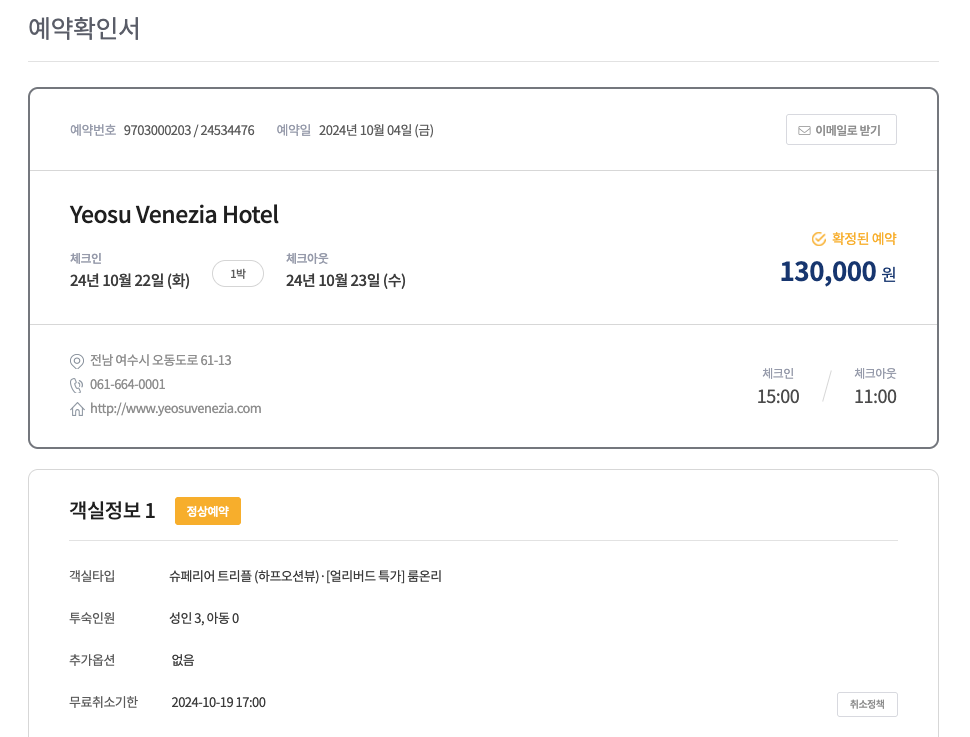 예약확인서
예약번호 9703000203 / 24534476 예약일 2024년 10월 04일 (금) 이메일로 받기
Yeosu Venezia Hotel
확정된 예약
체크인 체크아웃
24년 10월 22일 (화) 1박 24년 10월 23일 (수) 130,000 원
전남 여수시 오동도로 61-13
061-664-0001
http://www.yeosuvenezia.com
체크인 체크아웃
15:00 11:00
객실정보 1 정상예약
객실타입 슈페리어 트리플 (하프오션뷰) · [얼리버드 특가] 룸온리
투숙인원 성인 3, 아동 0
추가옵션 없음
무료취소기한 2024-10-19 17:00 취소정책